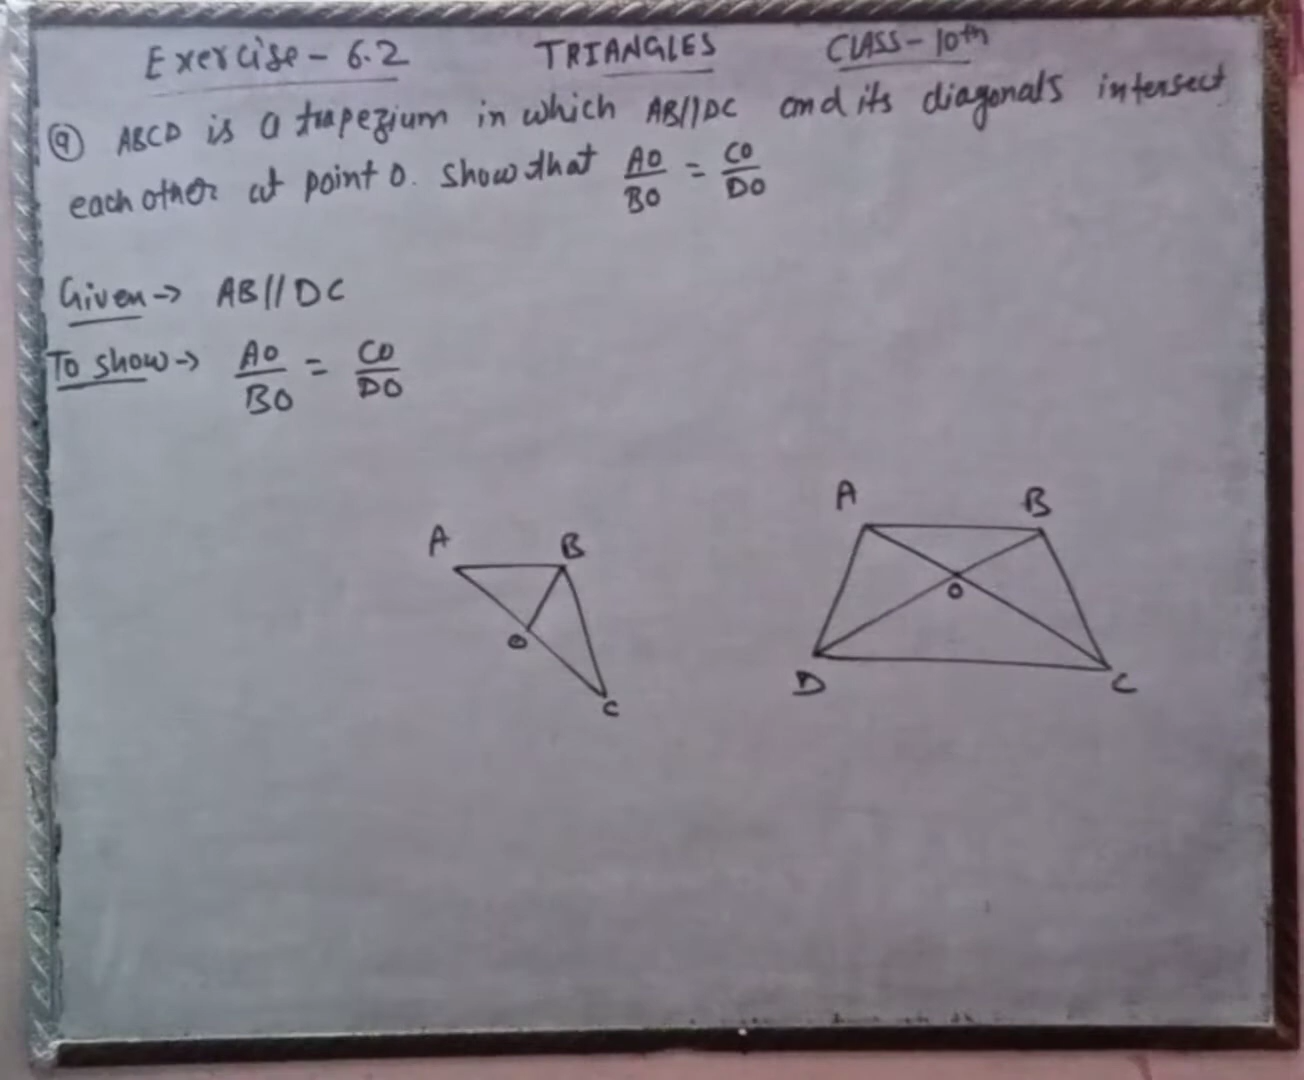 Exercise - 6.2 TRIANGLES CLASS - 10th
(9) ABCD is a trapezium in which AB//DC and its diagonals intersect
each other at point O. Show that AO/BO = CO/DO
Given → AB//DC
To show → AO/BO = CO/DO
A B
A B
O
O
D C
C